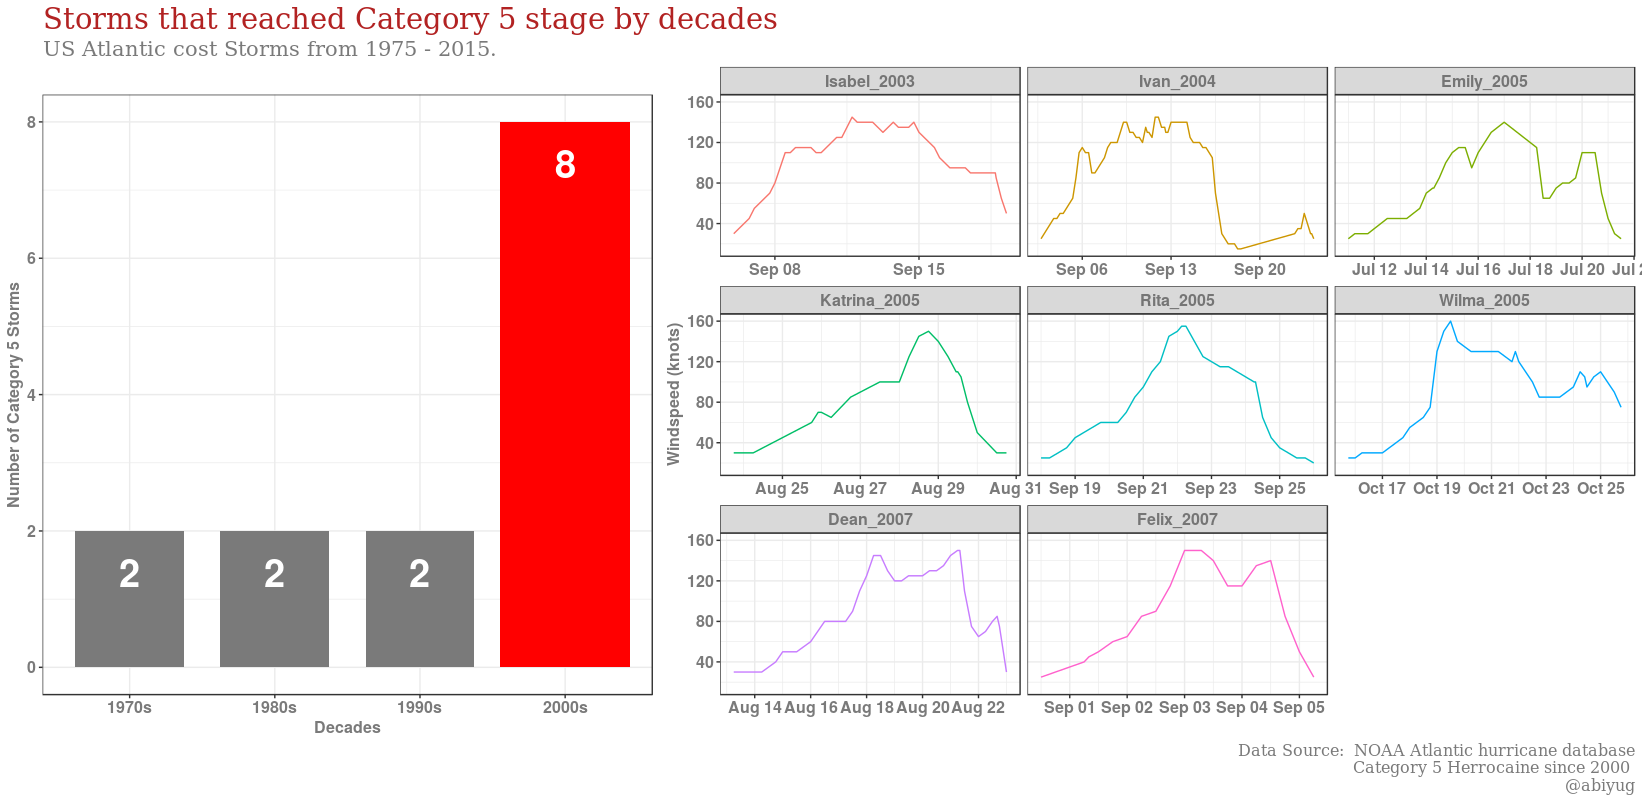 Storms that reached Category 5 stage by decades
US Atlantic cost Storms from 1975 - 2015.
Number of Category 5 Storms
8
6
4
2
0
2
2
2
8
1970s 1980s 1990s 2000s
Decades
Windspeed (knots)
Isabel_2003 Ivan_2004 Emily_2005
160
120
80
40
Sep 08 Sep 15
Sep 06 Sep 13 Sep 20
Jul 12 Jul 14 Jul 16 Jul 18 Jul 20 Jul
Katrina_2005 Rita_2005 Wilma_2005
160
120
80
40
Aug 25 Aug 27 Aug 29 Aug 31
Sep 19 Sep 21 Sep 23 Sep 25
Oct 17 Oct 19 Oct 21 Oct 23 Oct 25
Dean_2007 Felix_2007
160
120
80
40
Aug 14 Aug 16 Aug 18 Aug 20 Aug 22
Sep 01 Sep 02 Sep 03 Sep 04 Sep 05
Data Source: NOAA Atlantic hurricane database
Category 5 Herrocaine since 2000
@abiyug